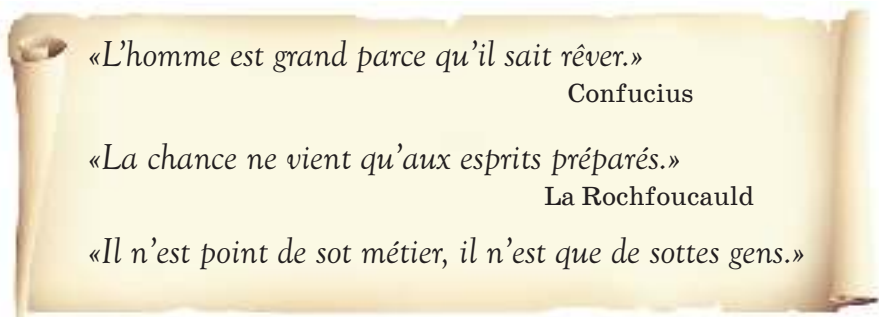 «L’homme est grand parce qu’il sait rêver.»
Confucius
«La chance ne vient qu’aux esprits préparés.»
La Rochfoucauld
«Il n’est point de sot métier, il n’est que de sottes gens.»